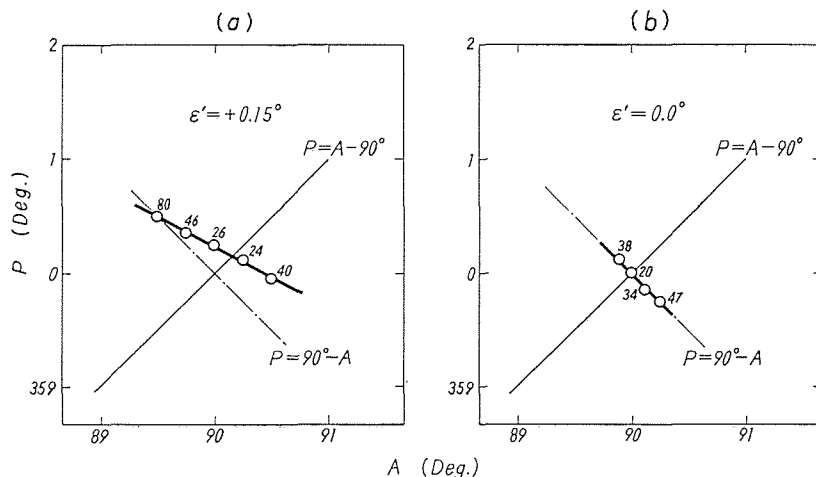 (a)
2
ε' = +0.15°
P=A−90°
1
80
46
26
24
40
P (Deg.)
0
P=90°−A
359
89
90
91
(b)
2
ε' = 0.0°
P=A−90°
1
38
20
34
47
0
P=90°−A
359
89
90
91
A (Deg.)